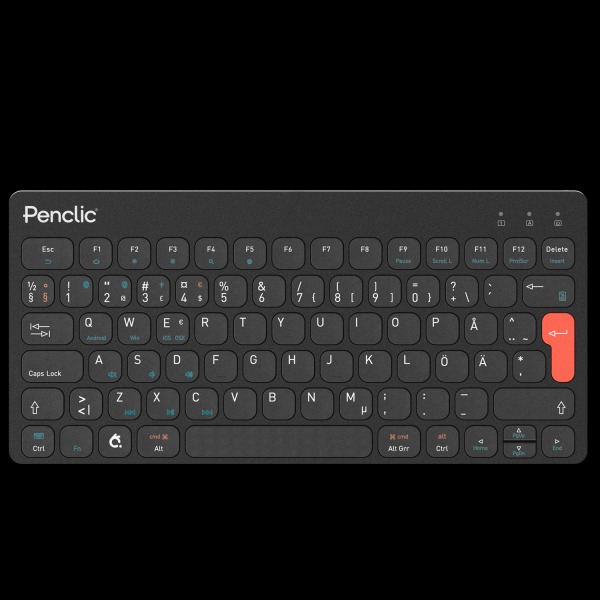 Penclic®
1 A
Esc F1 F2 F3 F4 F5 F6 F7 F8 F9 F10 F11 F12 Delete
Pause Scroll L Num L PrntScr Insert
½ ! " # ¤ % & / ( ) = ? `
§ § 1 2 3 £ 4 $ 5 6 7 { 8 [ 9 ] 0 } + \ ´
Q W E € R T Y U I O P Å ^
Android Win iOS OSX ¨ ~
A S D F G H J K L Ö Ä *
Caps Lock '
> Z X C V B N M ; : _
< | µ , . -
cmd ⌘ ⌘ cmd alt PgUp
Ctrl Fn Alt Alt Grr Ctrl Home PgDn End